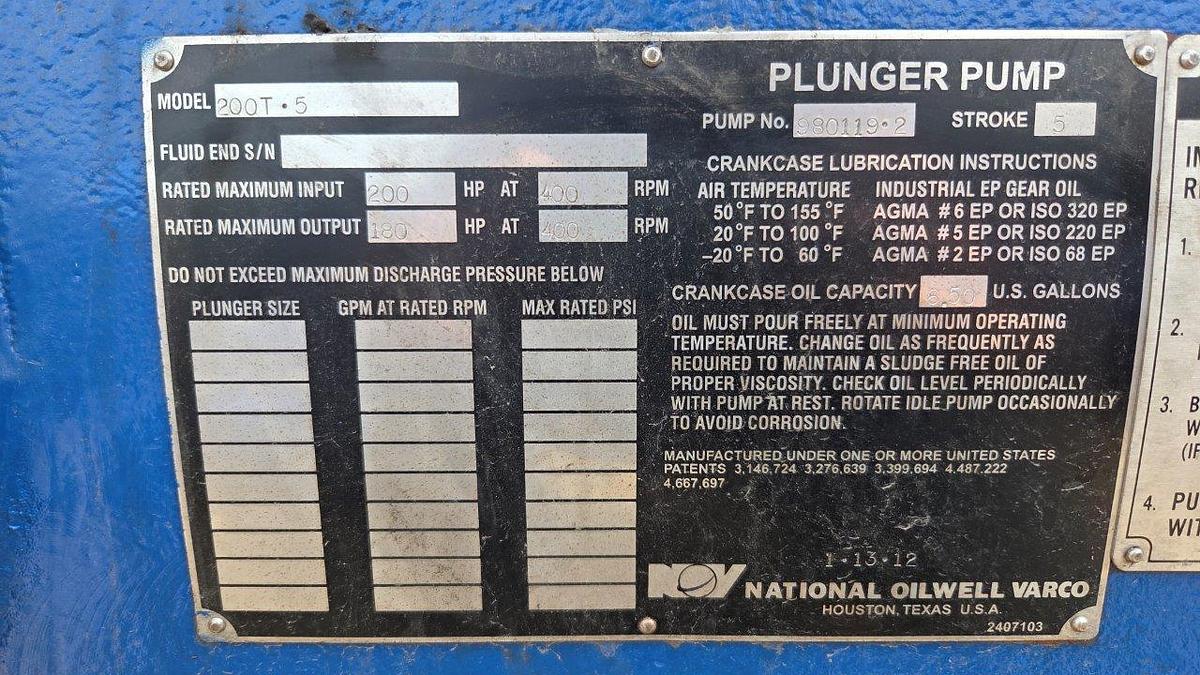 MODEL 200T·5
FLUID END S/N
RATED MAXIMUM INPUT 200 HP AT 400 RPM
RATED MAXIMUM OUTPUT 180 HP AT 400 RPM
DO NOT EXCEED MAXIMUM DISCHARGE PRESSURE BELOW
PLUNGER SIZE GPM AT RATED RPM MAX RATED PSI
PLUNGER PUMP
PUMP No. 980119·2 STROKE 5
CRANKCASE LUBRICATION INSTRUCTIONS
AIR TEMPERATURE INDUSTRIAL EP GEAR OIL
50 °F TO 155 °F AGMA #6 EP OR ISO 320 EP
20 °F TO 100 °F AGMA #5 EP OR ISO 220 EP
–20 °F TO 60 °F AGMA #2 EP OR ISO 68 EP
CRANKCASE OIL CAPACITY U.S. GALLONS
OIL MUST POUR FREELY AT MINIMUM OPERATING
TEMPERATURE. CHANGE OIL AS FREQUENTLY AS
REQUIRED TO MAINTAIN A SLUDGE FREE OIL OF
PROPER VISCOSITY. CHECK OIL LEVEL PERIODICALLY
WITH PUMP AT REST. ROTATE IDLE PUMP OCCASIONALLY
TO AVOID CORROSION.
MANUFACTURED UNDER ONE OR MORE UNITED STATES
PATENTS 3,146,724 3,276,639 3,399,694 4,487,222
4,667,697
1·13·12
NOV NATIONAL OILWELL VARCO
HOUSTON, TEXAS U.S.A.
2407103
1.
2.
3. B
(IF
4. PU
WIT